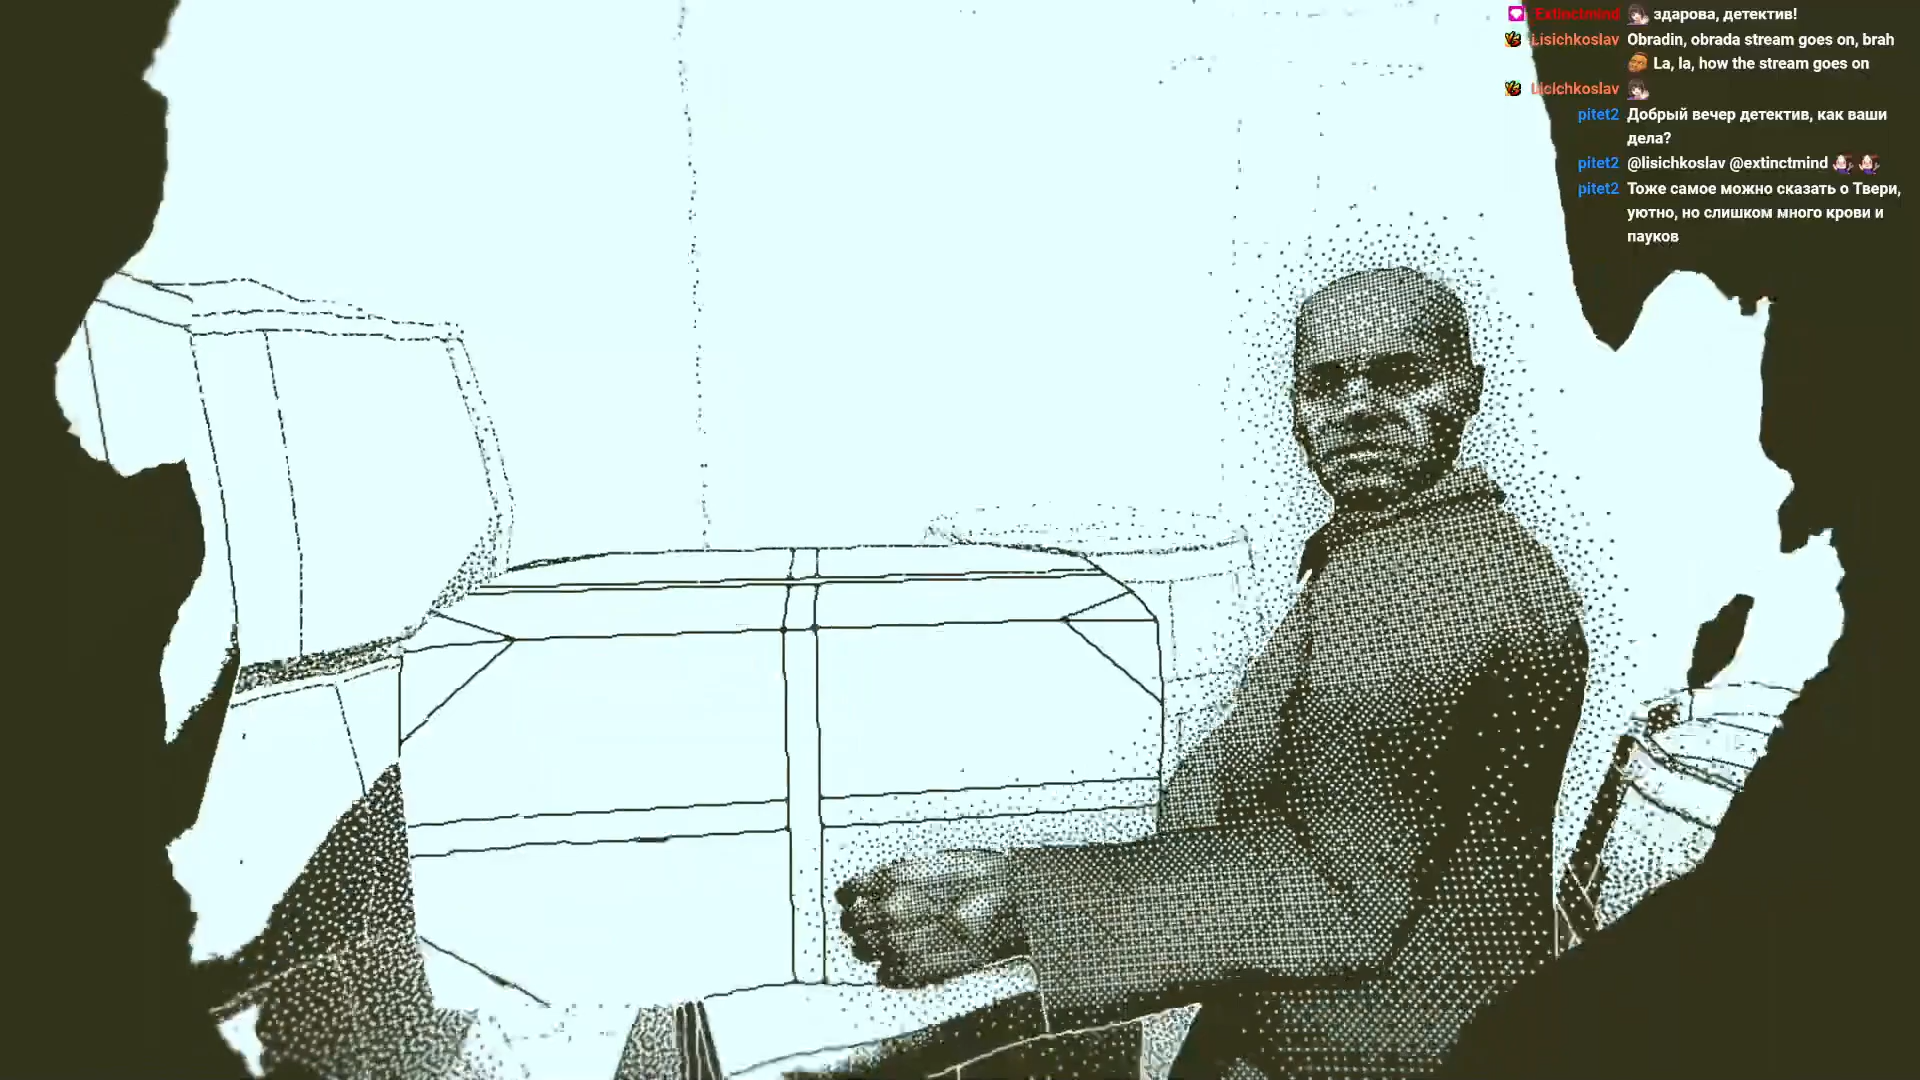 Extinctmind здарова, детектив!
Lisichkoslav Obradin, obrada stream goes on, brah
La, la, how the stream goes on
Lisichkoslav
pitet2 Добрый вечер детектив, как ваши
дела?
pitet2 @lisichkoslav @extinctmind
pitet2 Тоже самое можно сказать о Твери,
уютно, но слишком много крови и
пауков